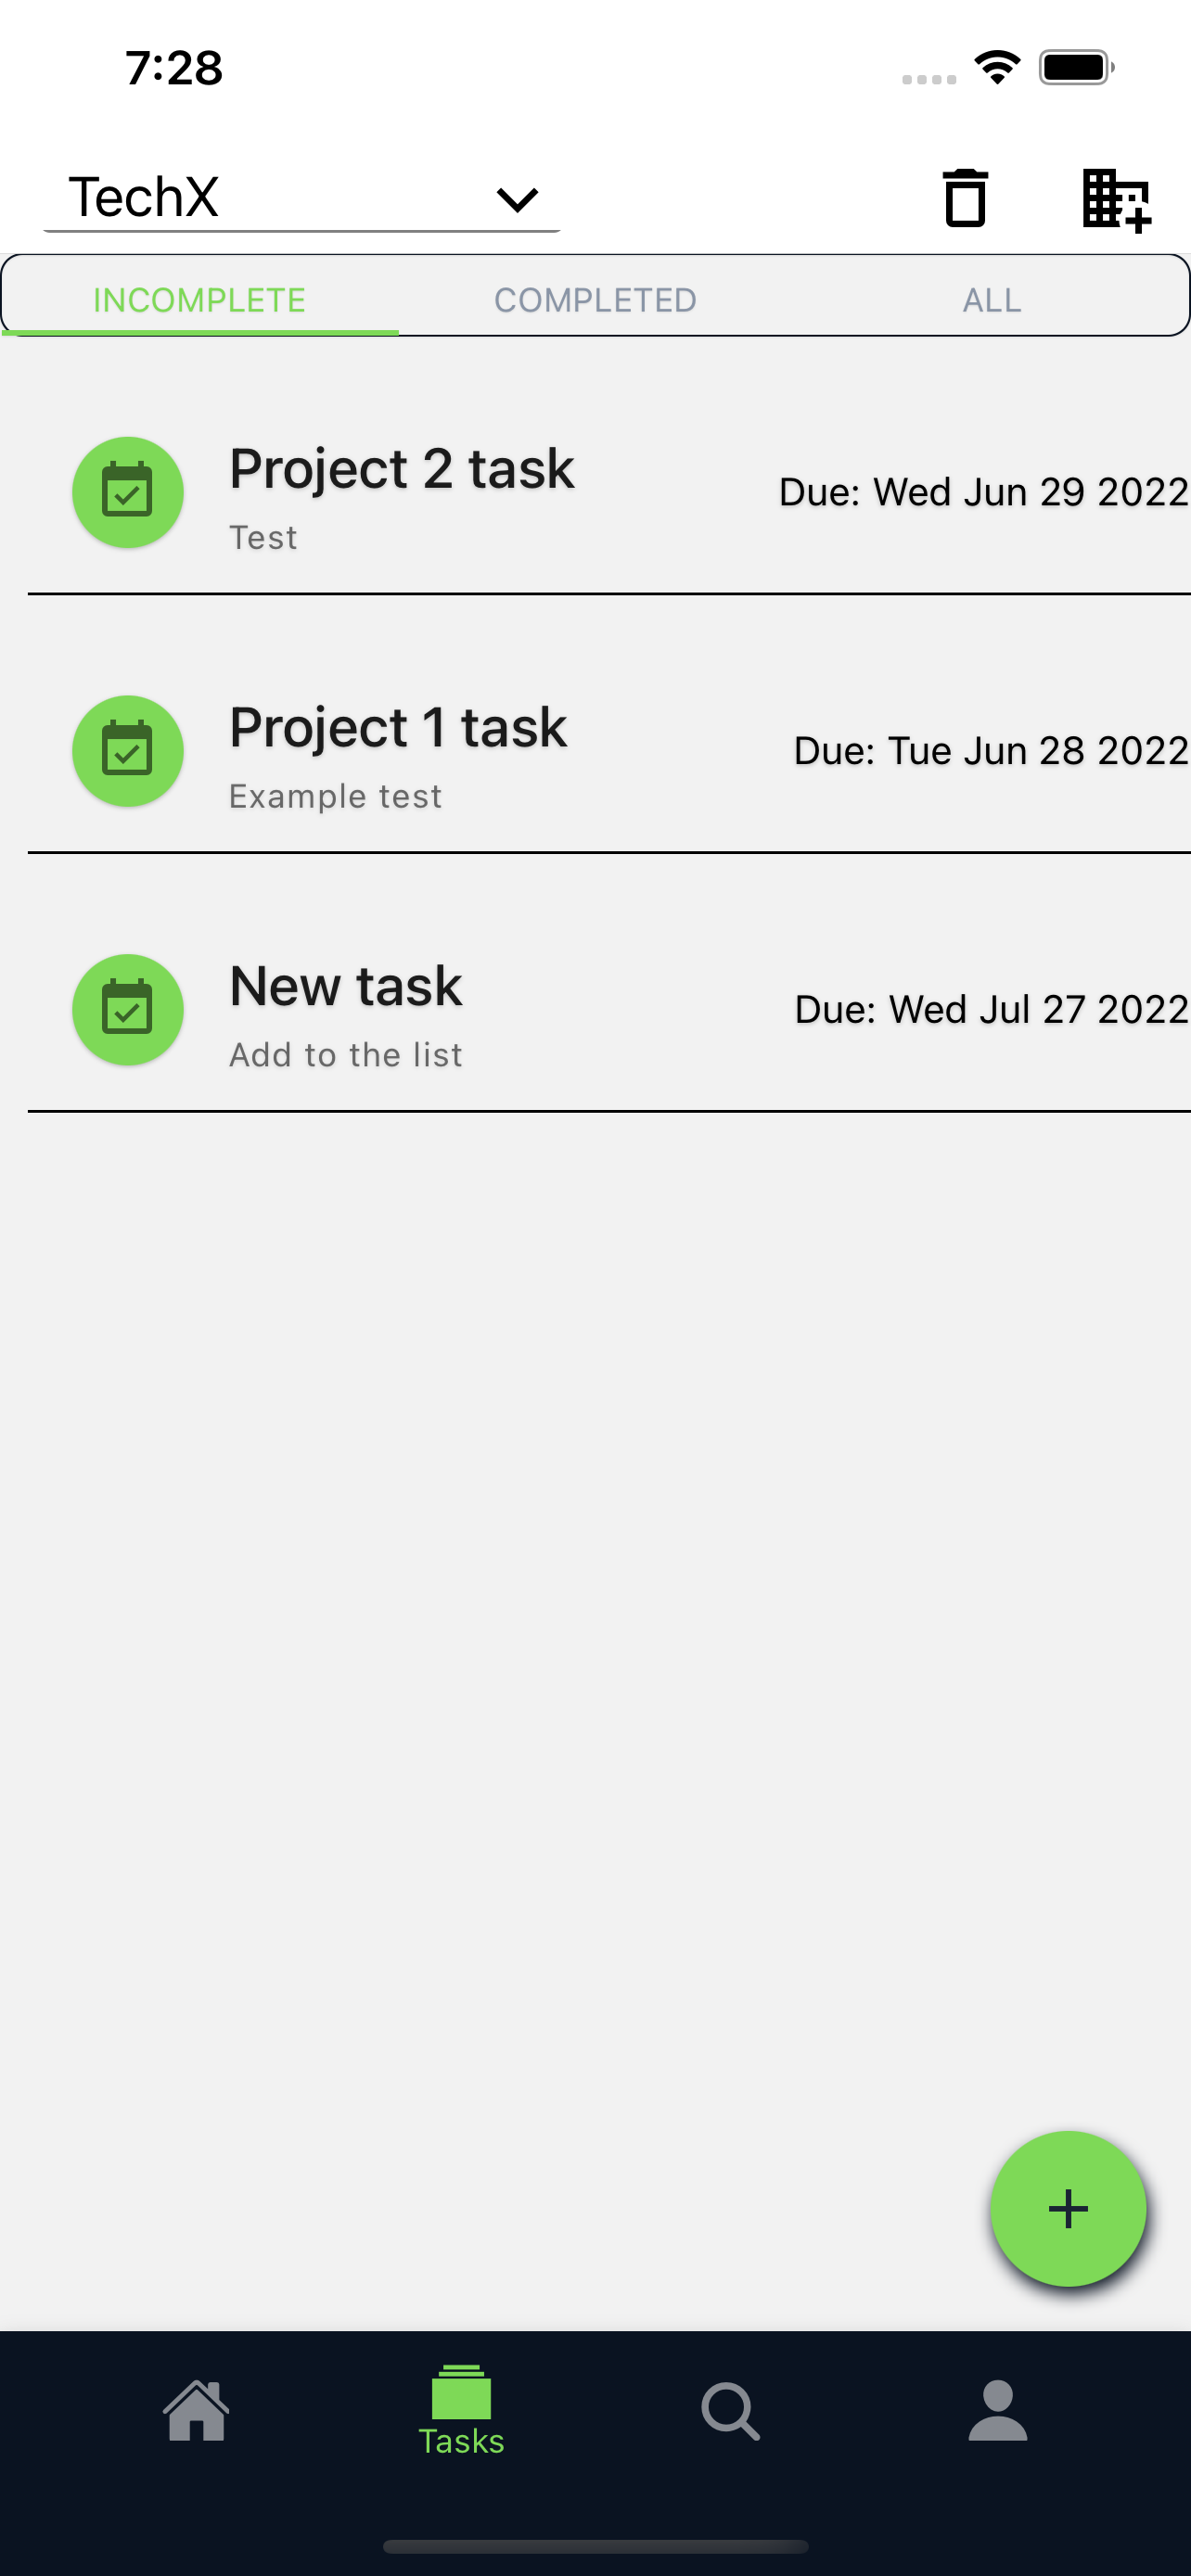 7:28
TechX
INCOMPLETE COMPLETED ALL
Project 2 task
Due: Wed Jun 29 2022
Test
Project 1 task
Due: Tue Jun 28 2022
Example test
New task
Due: Wed Jul 27 2022
Add to the list
Tasks